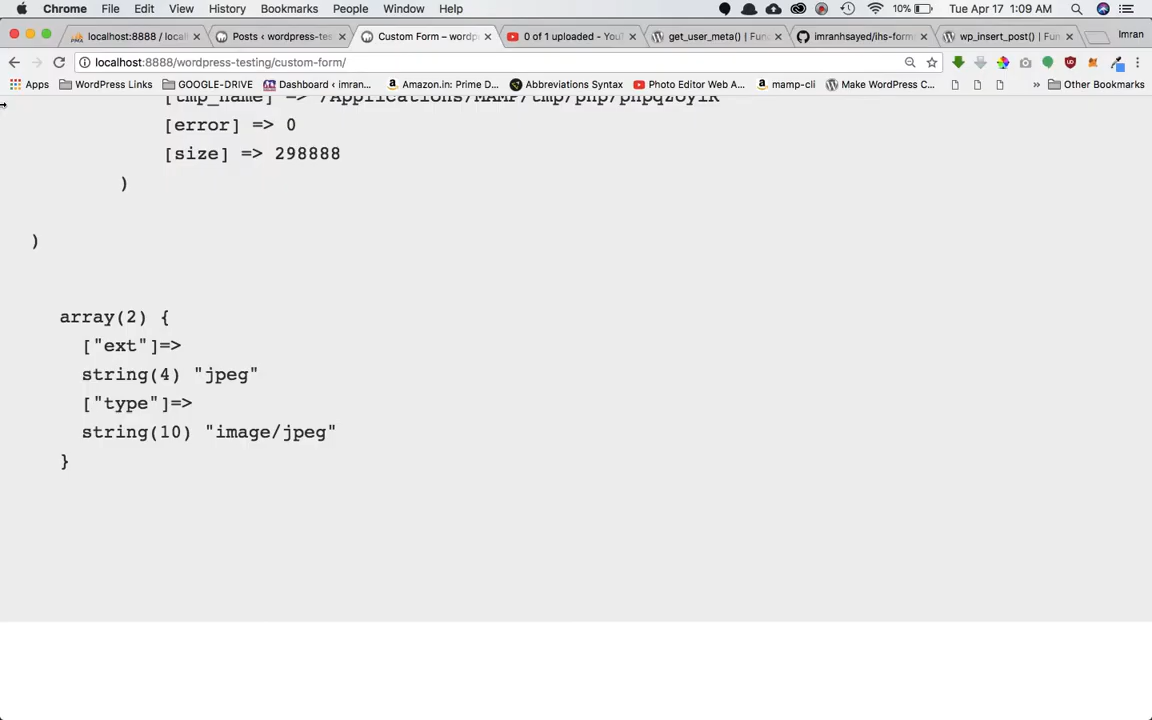 Chrome File Edit View History Bookmarks People Window Help 10% Tue Apr 17 1:09 AM
localhost:8888 / locall Posts ‹ wordpress-tes Custom Form – wordp 0 of 1 uploaded - You get_user_meta() | Fun imranhsayed/ihs-form wp_insert_post() | Fun Imran
localhost:8888/wordpress-testing/custom-form/
Apps WordPress Links GOOGLE-DRIVE Dashboard / imran... Amazon.in: Prime D... Abbreviations Syntax Photo Editor Web A... mamp-cli Make WordPress C... » Other Bookmarks
[tmp_name] =>
[error] => 0
[size] => 298888
)
)
array(2) {
["ext"]=>
string(4) "jpeg"
["type"]=>
string(10) "image/jpeg"
}